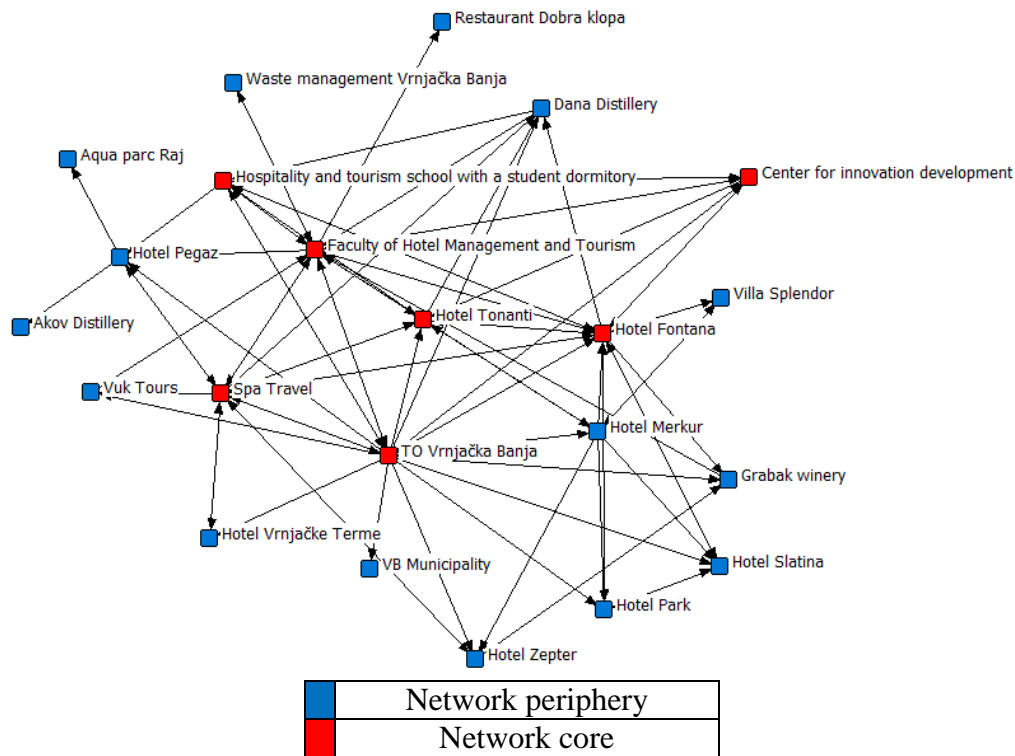 Restaurant Dobra klopa
Waste management Vrnjačka Banja
Dana Distillery
Aqua parc Raj
Hospitality and tourism school with a student dormitory
Center for innovation development
Faculty of Hotel Management and Tourism
Hotel Pegaz
Villa Splendor
Hotel Tonanti
Akov Distillery
Hotel Fontana
Vuk Tours
Spa Travel
Hotel Merkur
TO Vrnjačka Banja
Grabak winery
Hotel Vrnjačke Terme
VB Municipality
Hotel Slatina
Hotel Park
Hotel Zepter
Network periphery
Network core